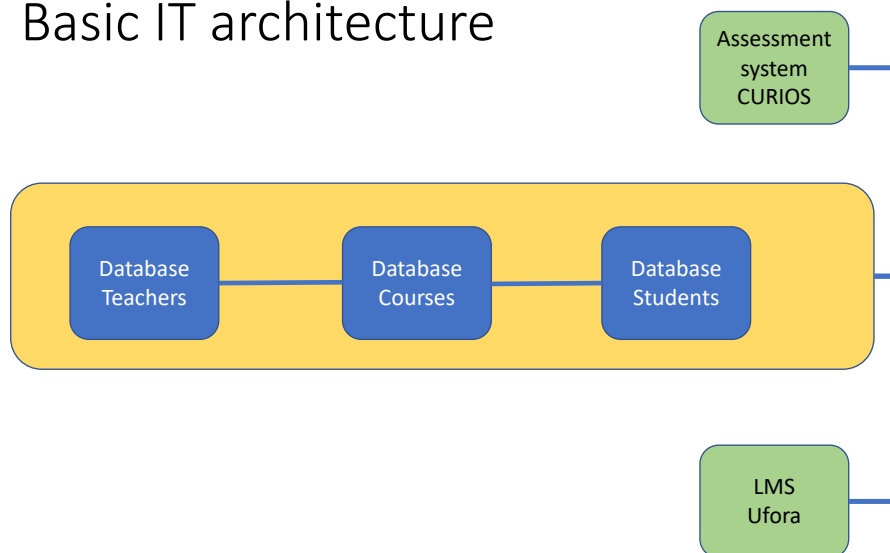 Basic IT architecture
Assessment
system
CURIOS
Database
Teachers
Database
Courses
Database
Students
LMS
Ufora